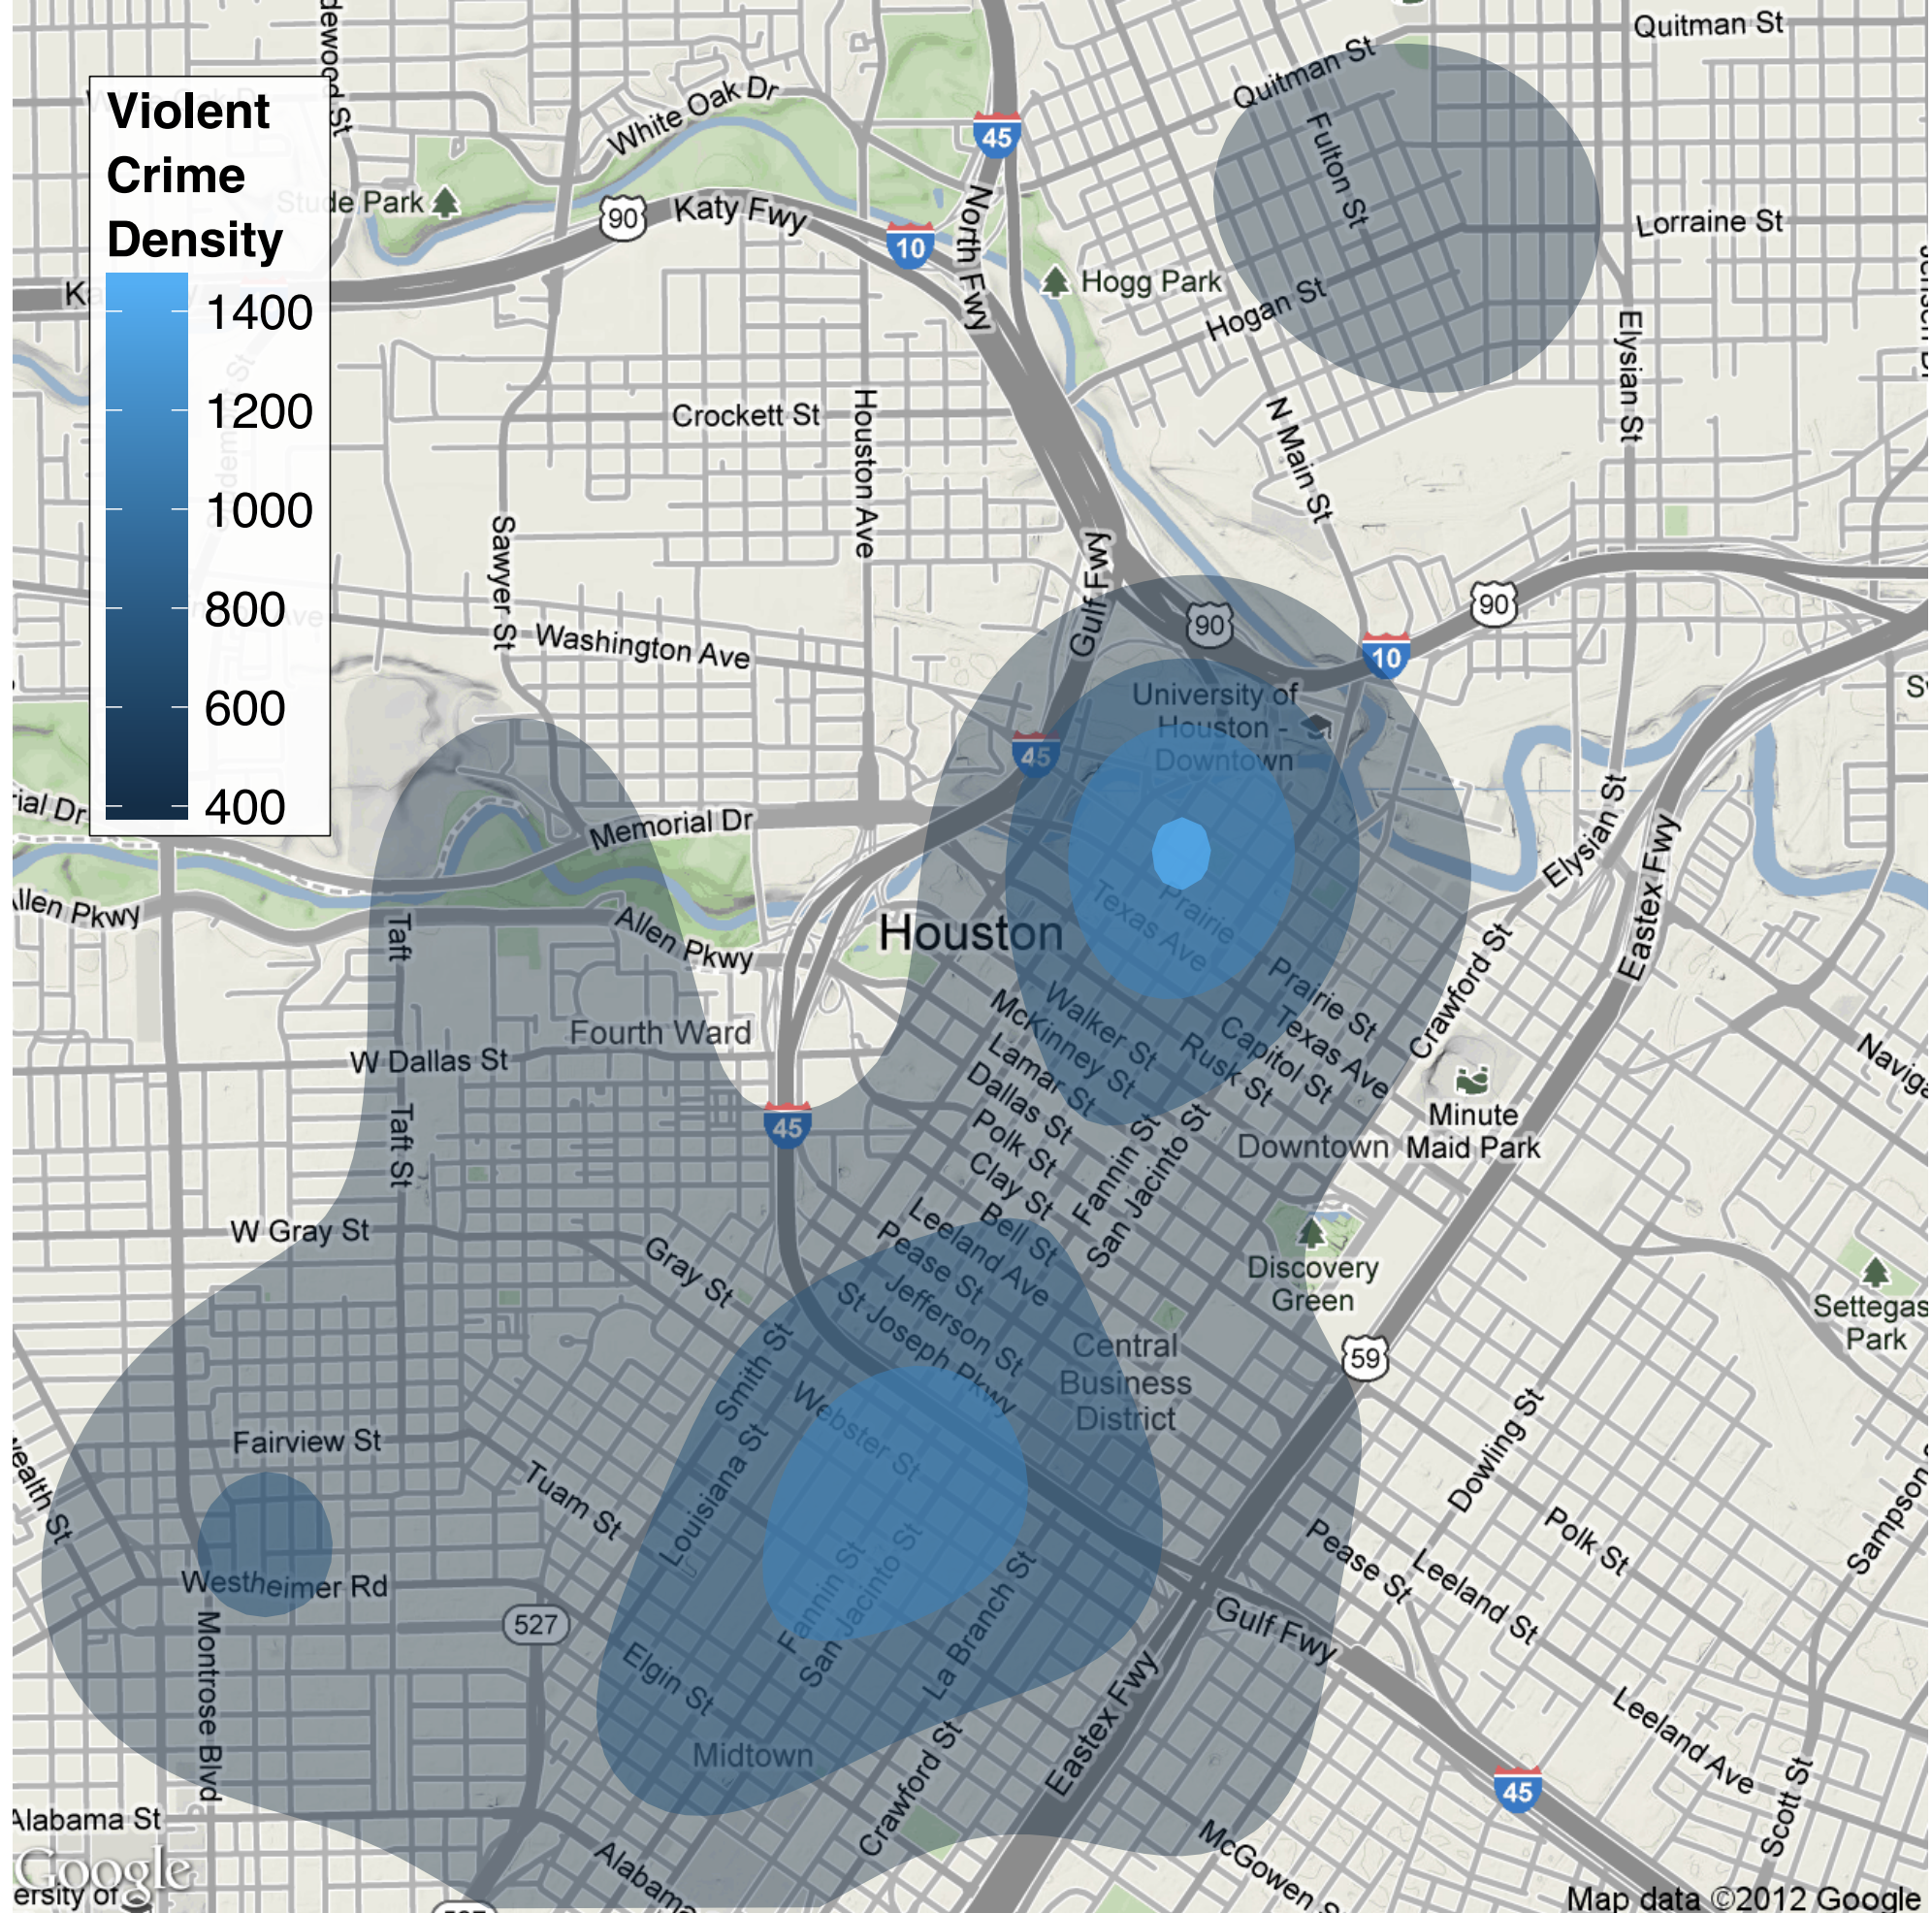 Quitman St
Quitman St
Violent
Crime
Density
1400
1200
1000
800
600
400
White Oak Dr
45
Fulton St
Stude Park
90
Katy Fwy
10
North Fwy
Lorraine St
Hogg Park
Hogan St
Elysian St
Crockett St
Houston Ave
N Main St
Sawyer St
Gulf Fwy
90
90
10
Washington Ave
University of
Houston -
Downtown
45
Memorial Dr
Elysian St
Eastex Fwy
Allen Pkwy
Taft
Prairie
Texas Ave
Houston
Crawford St
Prairie St
Texas Ave
Capitol St
Rusk St
Walker St
McKinney St
Lamar St
Dallas St
Polk St
Clay St
Bell St
Fourth Ward
W Dallas St
Taft St
45
Fannin St
San Jacinto St
Downtown
Minute
Maid Park
Leeland Ave
Pease St
Jefferson St
St Joseph Pkwy
W Gray St
Gray St
Discovery
Green
Settegas
Park
Central
Business
District
59
Smith St
Webster St
Louisiana St
Fairview St
Tuam St
Dowling St
Polk St
Pease St
Leeland St
Sampson
Westheimer Rd
527
Fannin St
San Jacinto St
La Branch St
Gulf Fwy
Montrose Blvd
Elgin St
Midtown
Crawford St
Eastex Fwy
Leeland Ave
45
Scott St
Alabama St
Alabama
McGowen S
Google
ersity of
Map data ©2012 Google